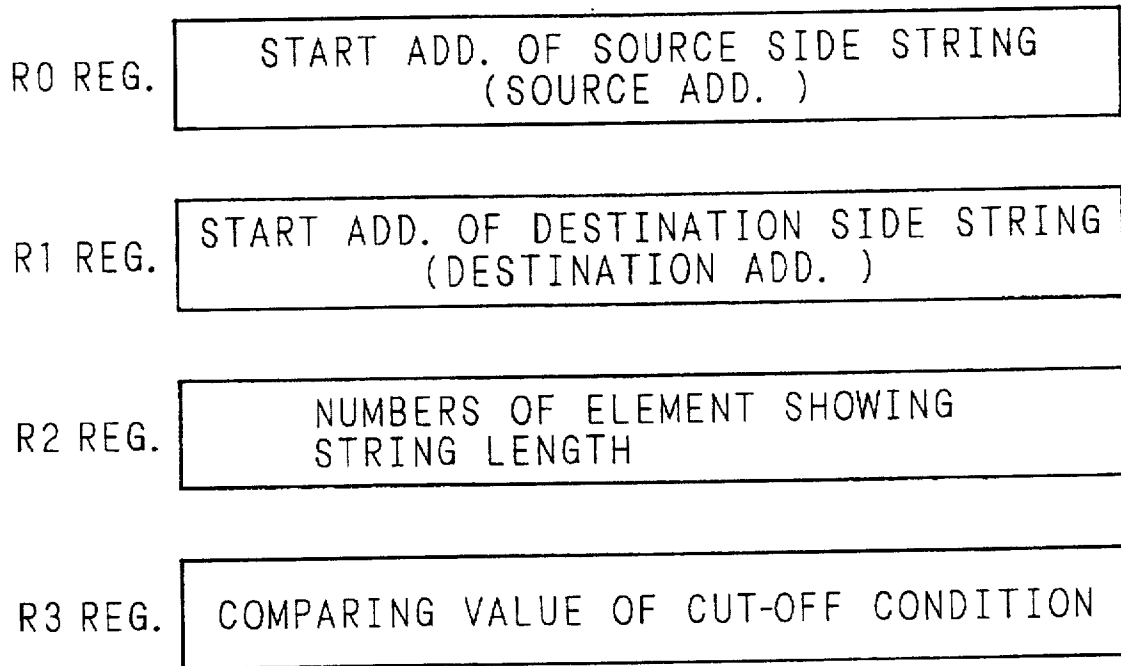 R0 REG.
START ADD. OF SOURCE SIDE STRING
(SOURCE ADD. )
R1 REG.
START ADD. OF DESTINATION SIDE STRING
(DESTINATION ADD. )
R2 REG.
NUMBERS OF ELEMENT SHOWING
STRING LENGTH
R3 REG.
COMPARING VALUE OF CUT-OFF CONDITION